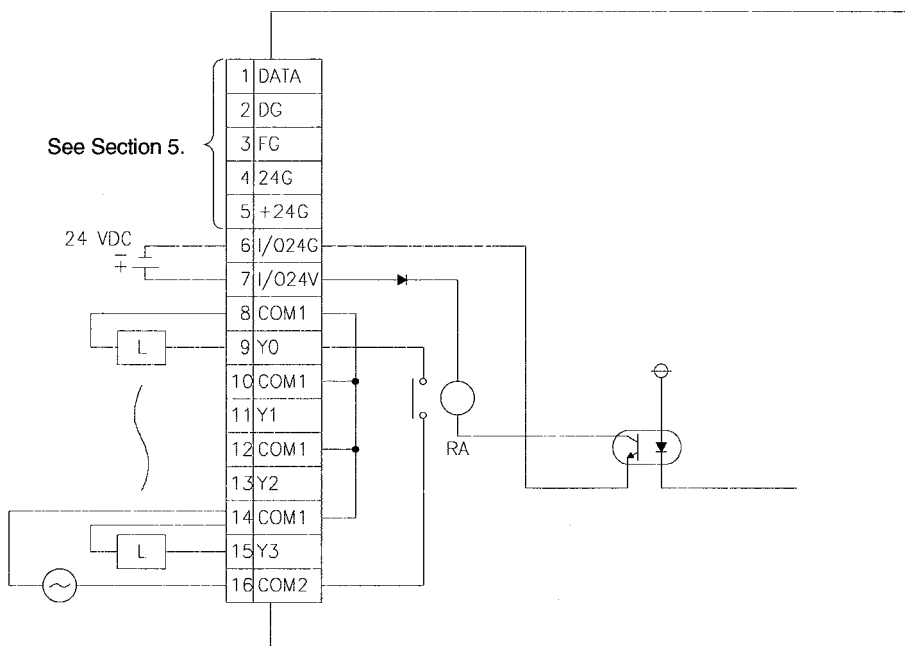 See Section 5.
1 DATA
2 DG
3 FG
4 24G
5 +24G
24 VDC
6 I/O24G
7 I/O24V
8 COM1
L
9 Y0
10 COM1
11 Y1
12 COM1
RA
13 Y2
14 COM1
L
15 Y3
16 COM2